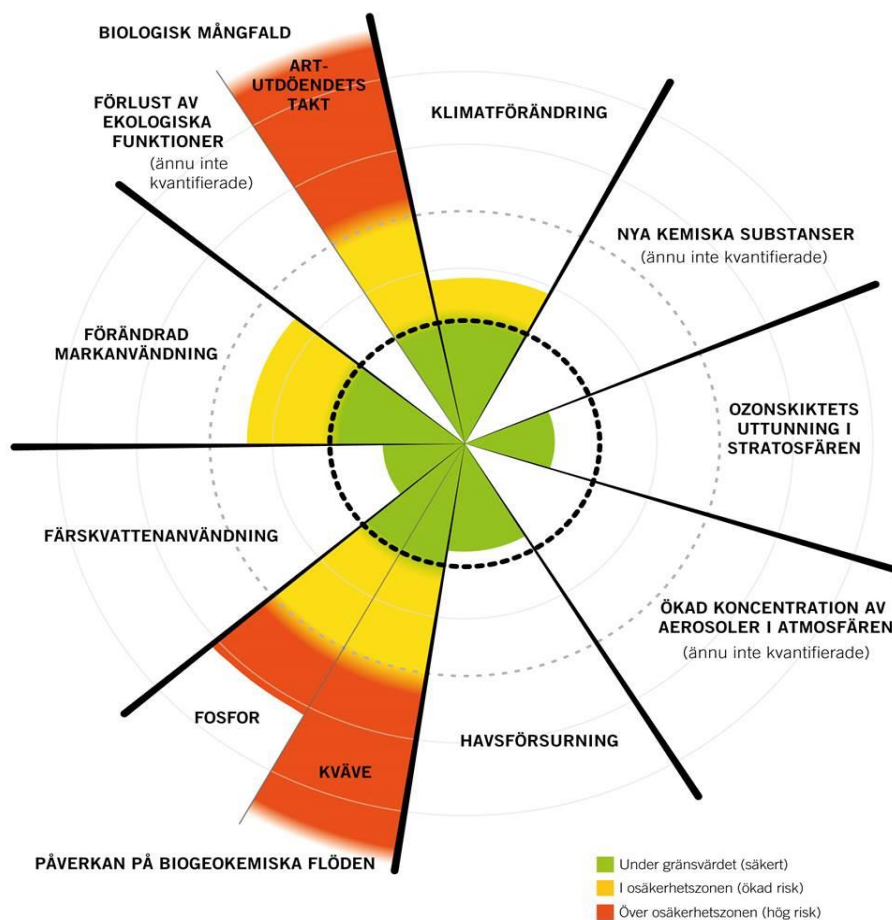 BIOLOGISK MÅNGFALD
ART-
UTDÖENDETS
TAKT
FÖRLUST AV
EKOLOGISKA
FUNKTIONER
(ännu inte
kvantifierade)
KLIMATFÖRÄNDRING
NYA KEMISKA SUBSTANSER
(ännu inte kvantifierade)
FÖRÄNDRAD
MARKANVÄNDNING
OZONSKIKTETS
UTTUNNING I
STRATOSFÄREN
FÄRSKVATTENANVÄNDNING
ÖKAD KONCENTRATION AV
AEROSOLER I ATMOSFÄREN
(ännu inte kvantifierade)
FOSFOR
KVÄVE
HAVSFÖRSURNING
PÅVERKAN PÅ BIOGEOKEMISKA FLÖDEN
Under gränsvärdet (säkert)
I osäkerhetszonen (ökad risk)
Över osäkerhetszonen (hög risk)